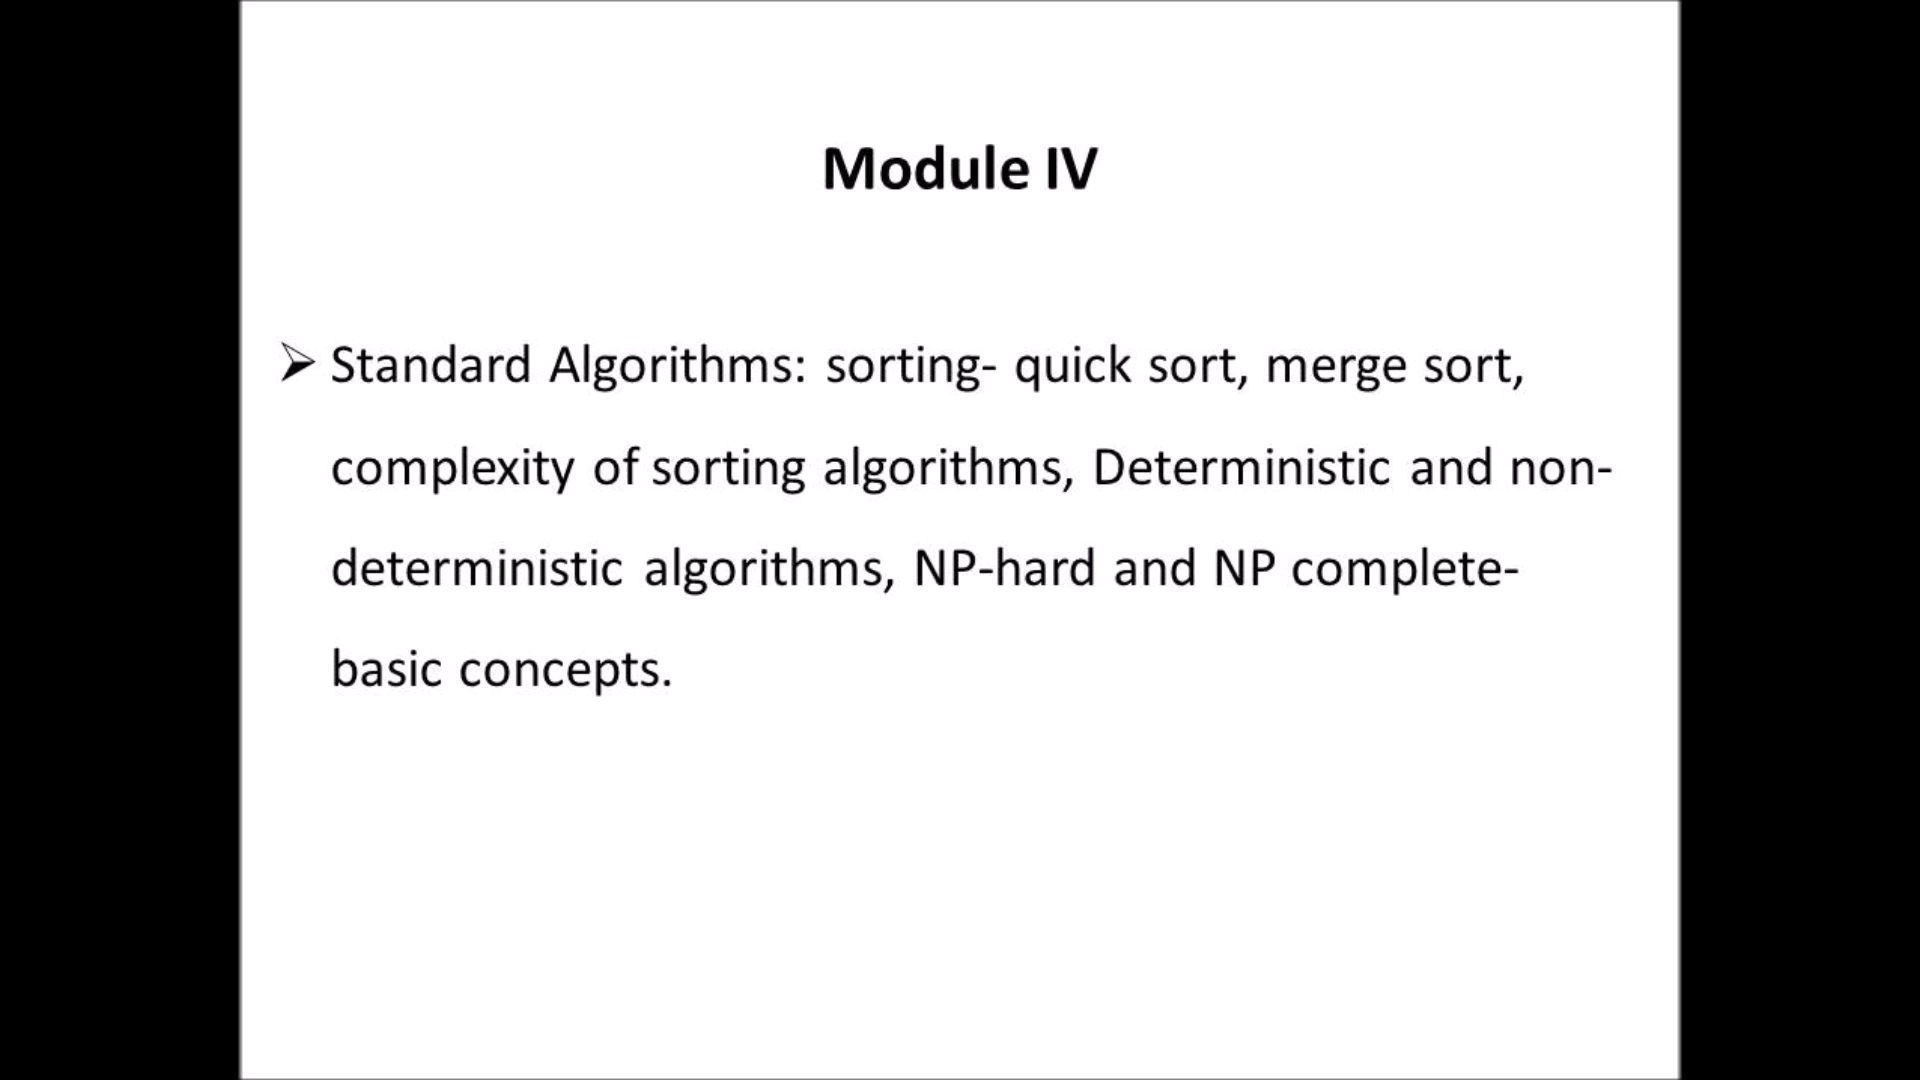 Module IV
Standard Algorithms: sorting- quick sort, merge sort,
complexity of sorting algorithms, Deterministic and non-
deterministic algorithms, NP-hard and NP complete-
basic concepts.